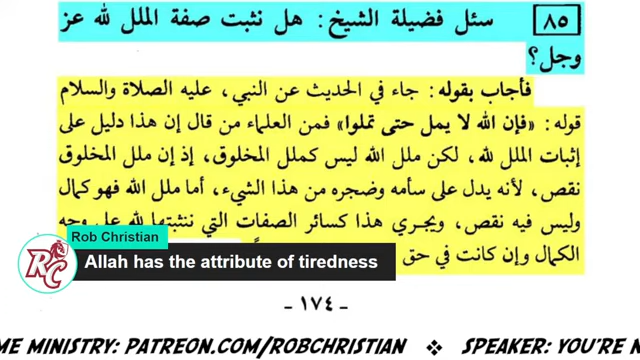 ٨٥ سئل فضيلة الشيخ : هل نثبت صفة الملل لله عز
وجل؟
فأجاب بقوله : جاء في الحديث عن النبي، عليه الصلاة والسلام
قوله : «فإن الله لا يمل حتى تملوا» فمن العلماء من قال إن هذا دليل على
إثبات الملل لله، لكن ملل الله ليس كملل المخلوق، إذ إن ملل المخلوق
نقص، لأنه يدل على سأمه وضجره من هذا الشيء، أما ملل الله فهو كمال
وليس فيه نقص، ويجري هذا كسائر الصفات التي نثبتها لله على وجه
الكمال وإن كانت في حق
Rob Christian
RC
Allah has the attribute of tiredness
- ١٧٤ -
ME MINISTRY: PATREON.COM/ROBCHRISTIAN ❖ SPEAKER: YOU'RE